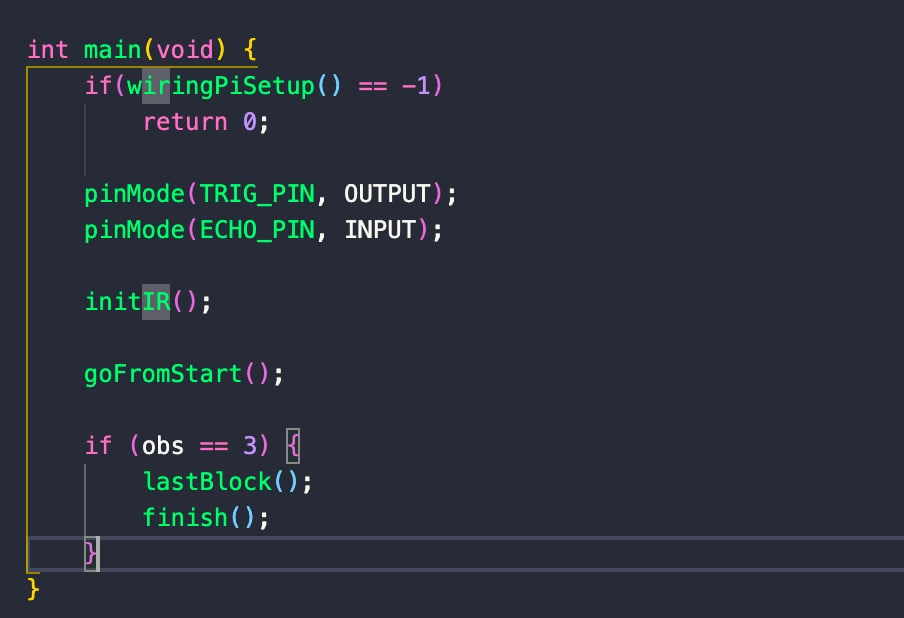 int main(void) {
    if(wiringPiSetup() == -1)
        return 0;

    pinMode(TRIG_PIN, OUTPUT);
    pinMode(ECHO_PIN, INPUT);

    initIR();

    goFromStart();

    if (obs == 3) {
        lastBlock();
        finish();
    }
}